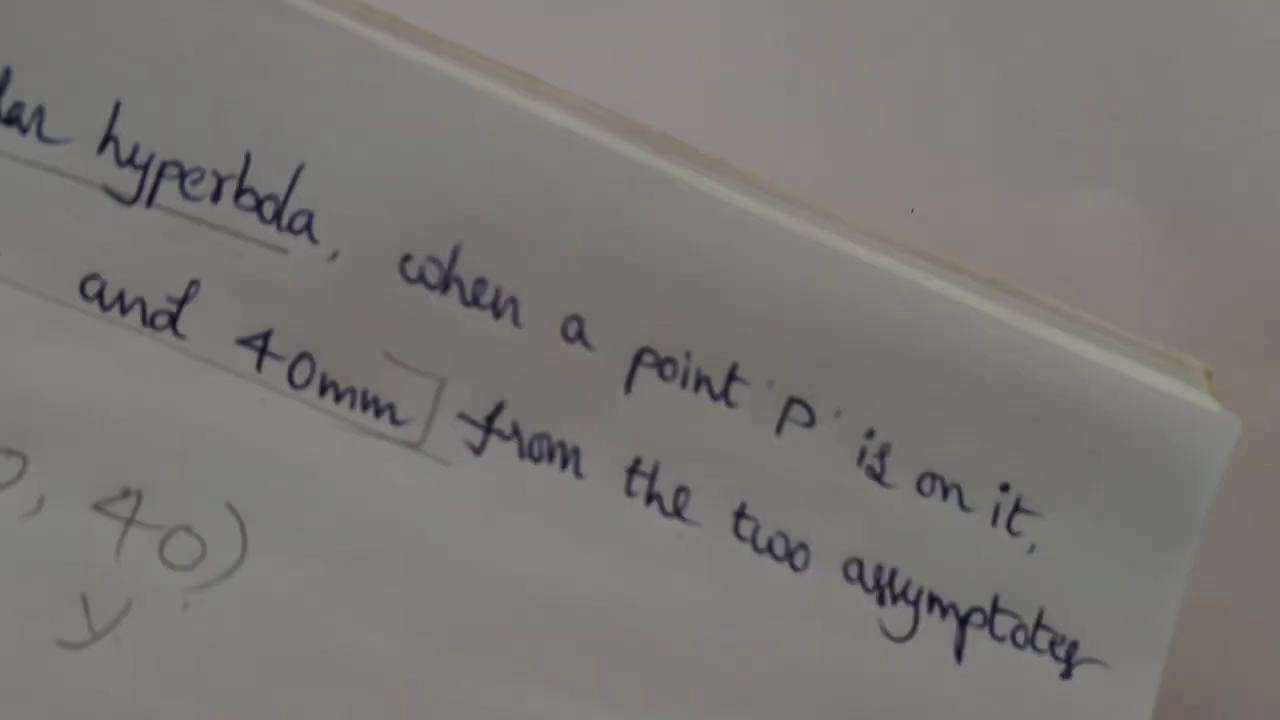 hyperbola, when a point 'P' is on it,
and 40mm from the two assymptotes
, 40)
y